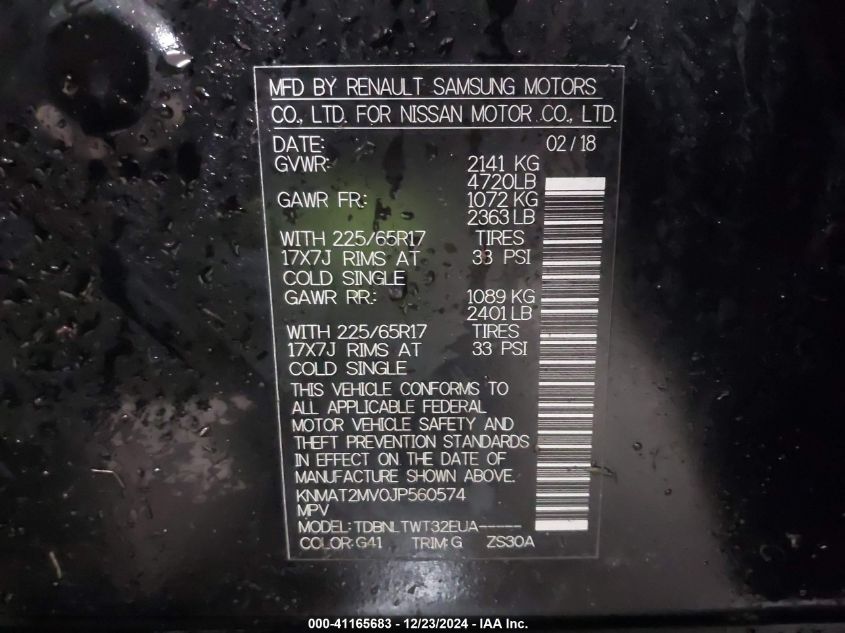 MFD BY RENAULT SAMSUNG MOTORS
CO., LTD. FOR NISSAN MOTOR CO., LTD.
DATE: 02/18
GVWR: 2141 KG
4720LB
GAWR FR: 1072 KG
2363 LB
WITH 225/65R17 TIRES
17X7J RIMS AT 33 PSI
COLD SINGLE
GAWR RR: 1089 KG
2401 LB
WITH 225/65R17 TIRES
17X7J RIMS AT 33 PSI
COLD SINGLE
THIS VEHICLE CONFORMS TO
ALL APPLICABLE FEDERAL
MOTOR VEHICLE SAFETY AND
THEFT PREVENTION STANDARDS
IN EFFECT ON THE DATE OF
MANUFACTURE SHOWN ABOVE.
KNMAT2MV0JP560574
MPV
MODEL: TDBNLTWT32EUA-----
COLOR: G41 TRIM: G ZS30A
000-41165683 - 12/23/2024 - IAA Inc.